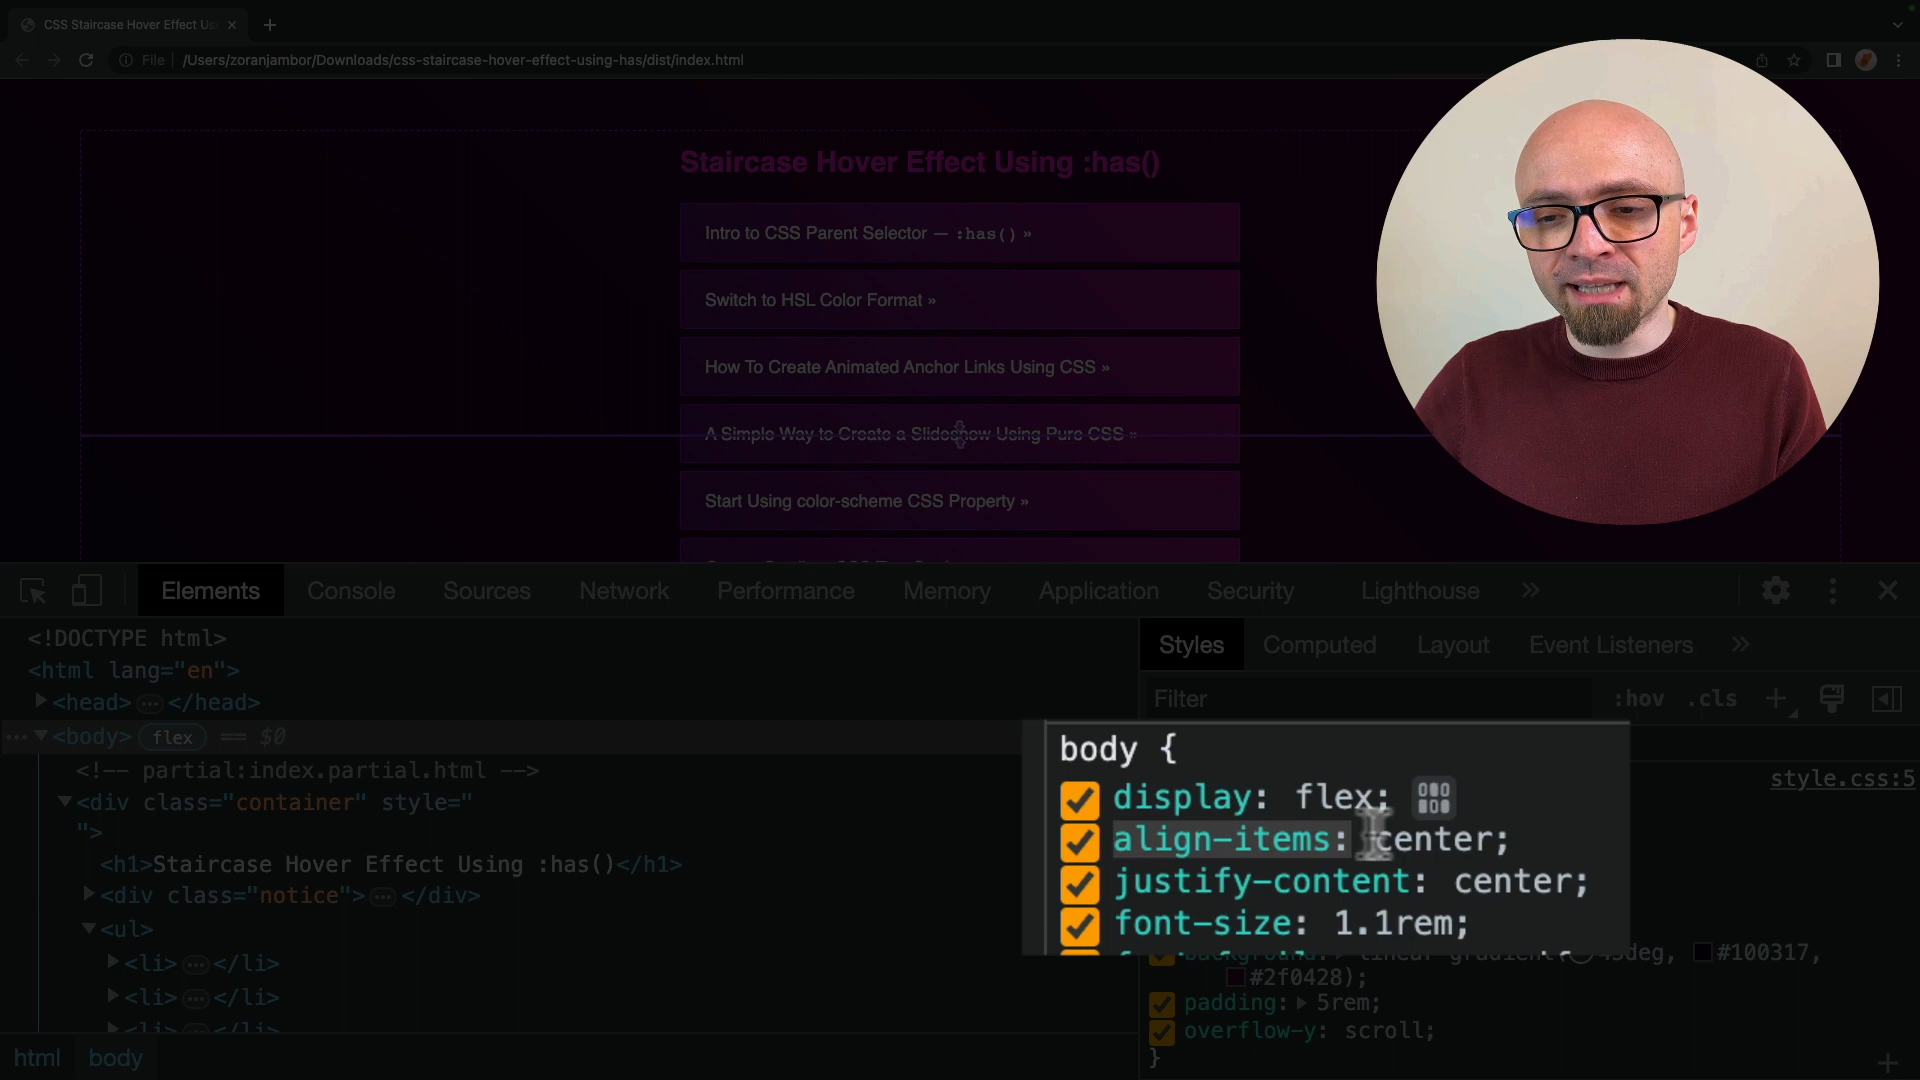 CSS Staircase Hover Effect Us
File
/Users/zoranjambor/Downloads/css-staircase-hover-effect-using-has/dist/index.html
Staircase Hover Effect Using :has()
Intro to CSS Parent Selector — :has() »
Switch to HSL Color Format »
How To Create Animated Anchor Links Using CSS »
A Simple Way to Create a Slideshow Using Pure CSS »
Start Using color-scheme CSS Property »
Elements Console Sources Network Performance Memory Application Security Lighthouse »
<!DOCTYPE html>
<html lang="en">
<head> … </head>
… <body> flex == $0
<!-- partial:index.partial.html -->
<div class="container" style="
">
<h1>Staircase Hover Effect Using :has()</h1>
<div class="notice"> … </div>
<ul>
<li> … </li>
<li> … </li>
<li> … </li>
html body
Styles Computed Layout Event Listeners »
Filter :hov .cls +
style.css:5
body {
display: flex;
align-items: center;
justify-content: center;
font-size: 1.1rem;
#100317,
#2f0428);
padding: 5rem;
overflow-y: scroll;
}